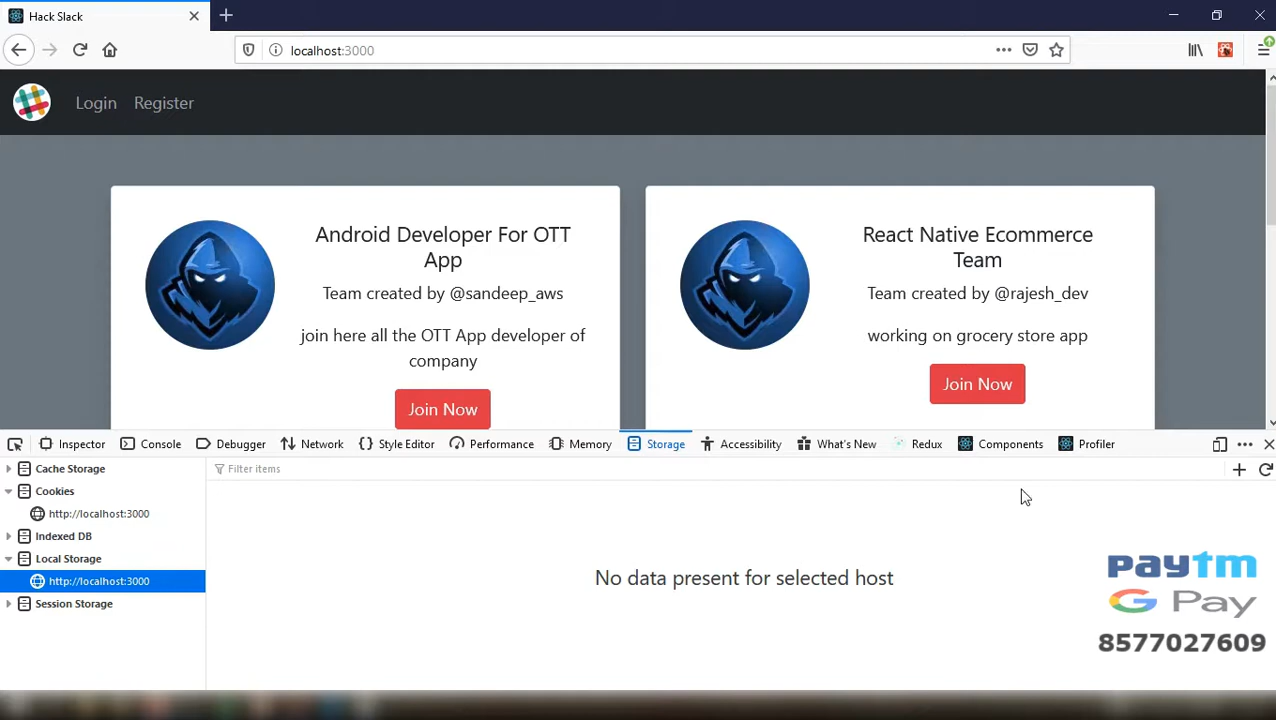 Hack Slack
localhost:3000
Login Register
Android Developer For OTT
App
Team created by @sandeep_aws
join here all the OTT App developer of
company
Join Now
React Native Ecommerce
Team
Team created by @rajesh_dev
working on grocery store app
Join Now
Inspector Console Debugger Network Style Editor Performance Memory Storage Accessibility What's New Redux Components Profiler
Cache Storage
Cookies
http://localhost:3000
Indexed DB
Local Storage
http://localhost:3000
Session Storage
Filter items
No data present for selected host
paytm
G Pay
8577027609